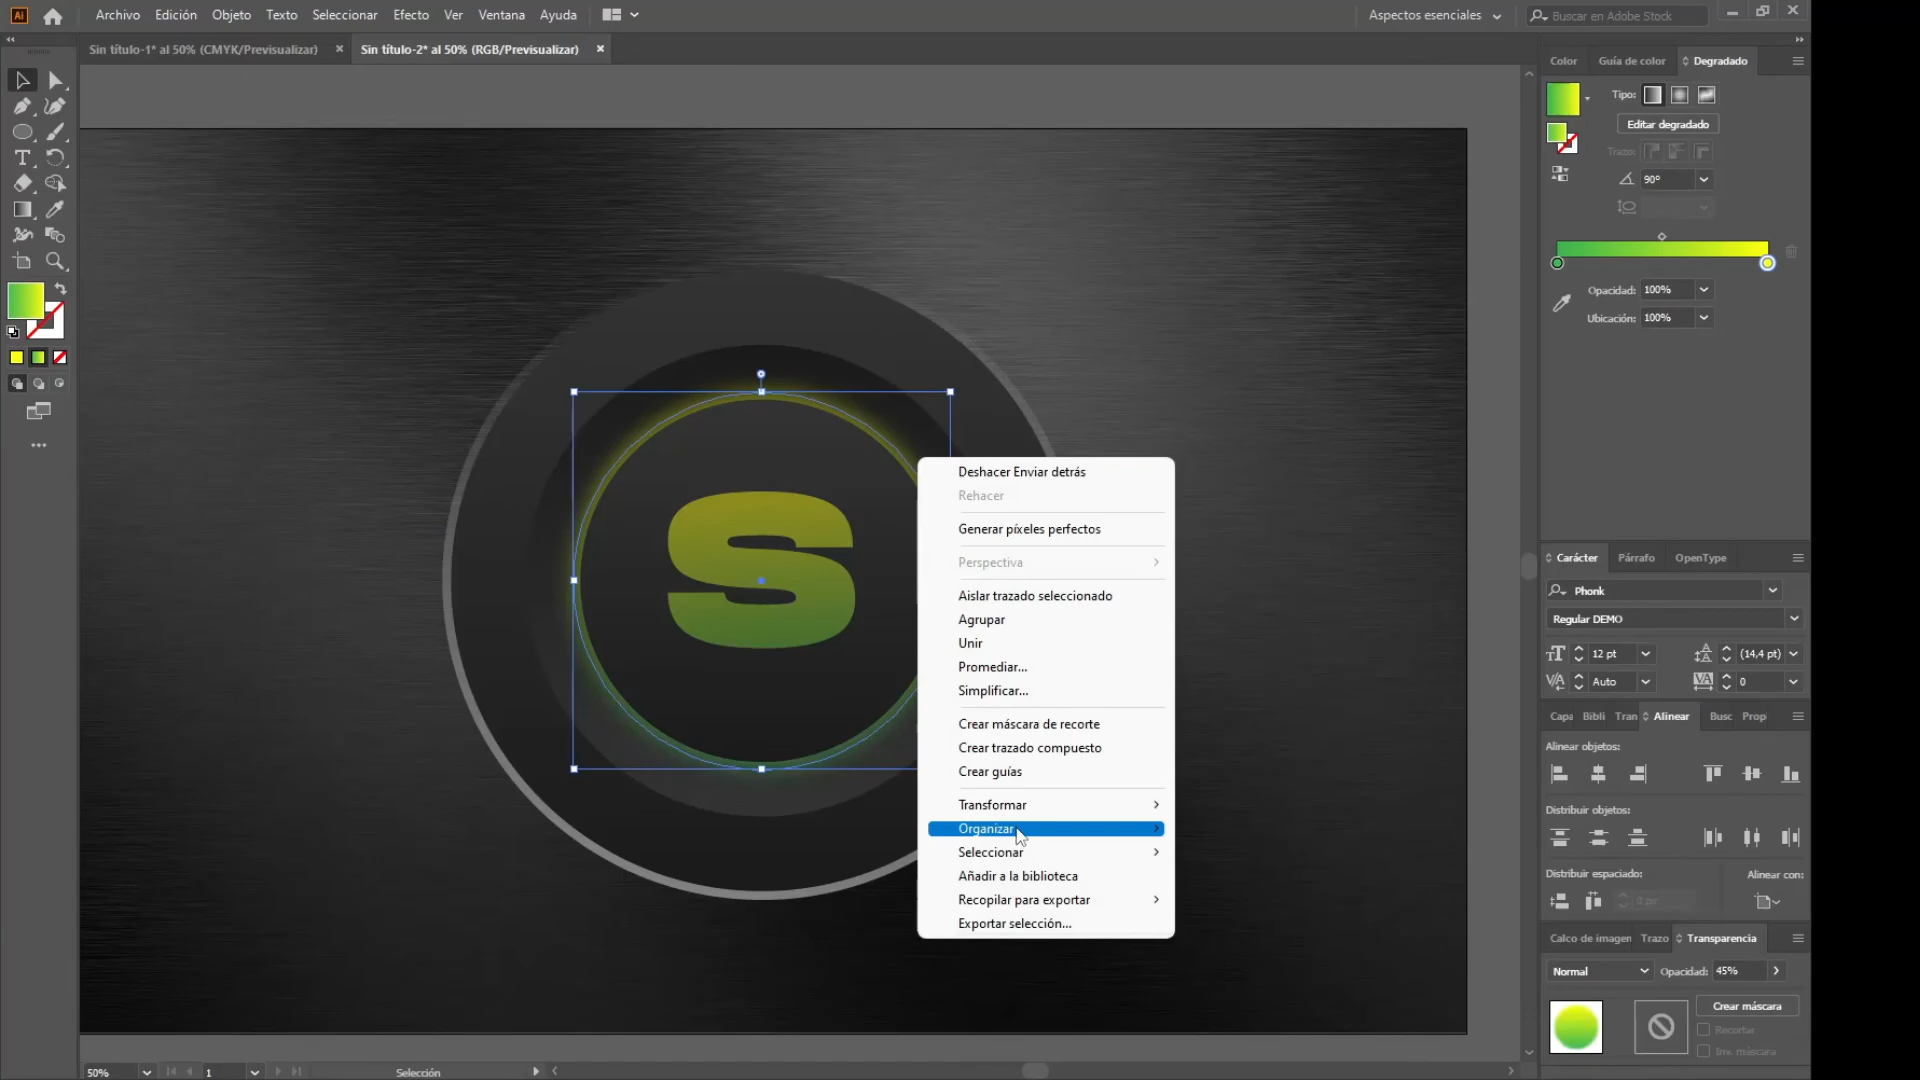 Ai Archivo Edición Objeto Texto Seleccionar Efecto Ver Ventana Ayuda Aspectos esenciales Buscar en Adobe Stock
Sin título-1* al 50% (CMYK/Previsualizar) Sin título-2* al 50% (RGB/Previsualizar)
Color Guía de color Degradado
Tipo:
Editar degradado
Trazo:
90°
Opacidad: 100%
Ubicación: 100%
S
Deshacer Enviar detrás
Rehacer
Generar píxeles perfectos
Perspectiva
Aislar trazado seleccionado
Agrupar
Unir
Promediar...
Simplificar...
Crear máscara de recorte
Crear trazado compuesto
Crear guías
Transformar
Organizar
Seleccionar
Añadir a la biblioteca
Recopilar para exportar
Exportar selección...
Carácter Párrafo OpenType
Phonk
Regular DEMO
12 pt (14,4 pt)
Auto 0
Capa Bibli Tran Alinear Busc Prop
Alinear objetos:
Distribuir objetos:
Distribuir espaciado: Alinear con:
0 px
Calco de imagen Trazo Transparencia
Normal Opacidad: 45%
Crear máscara
Recortar
Inv. máscara
50% 1 Selección